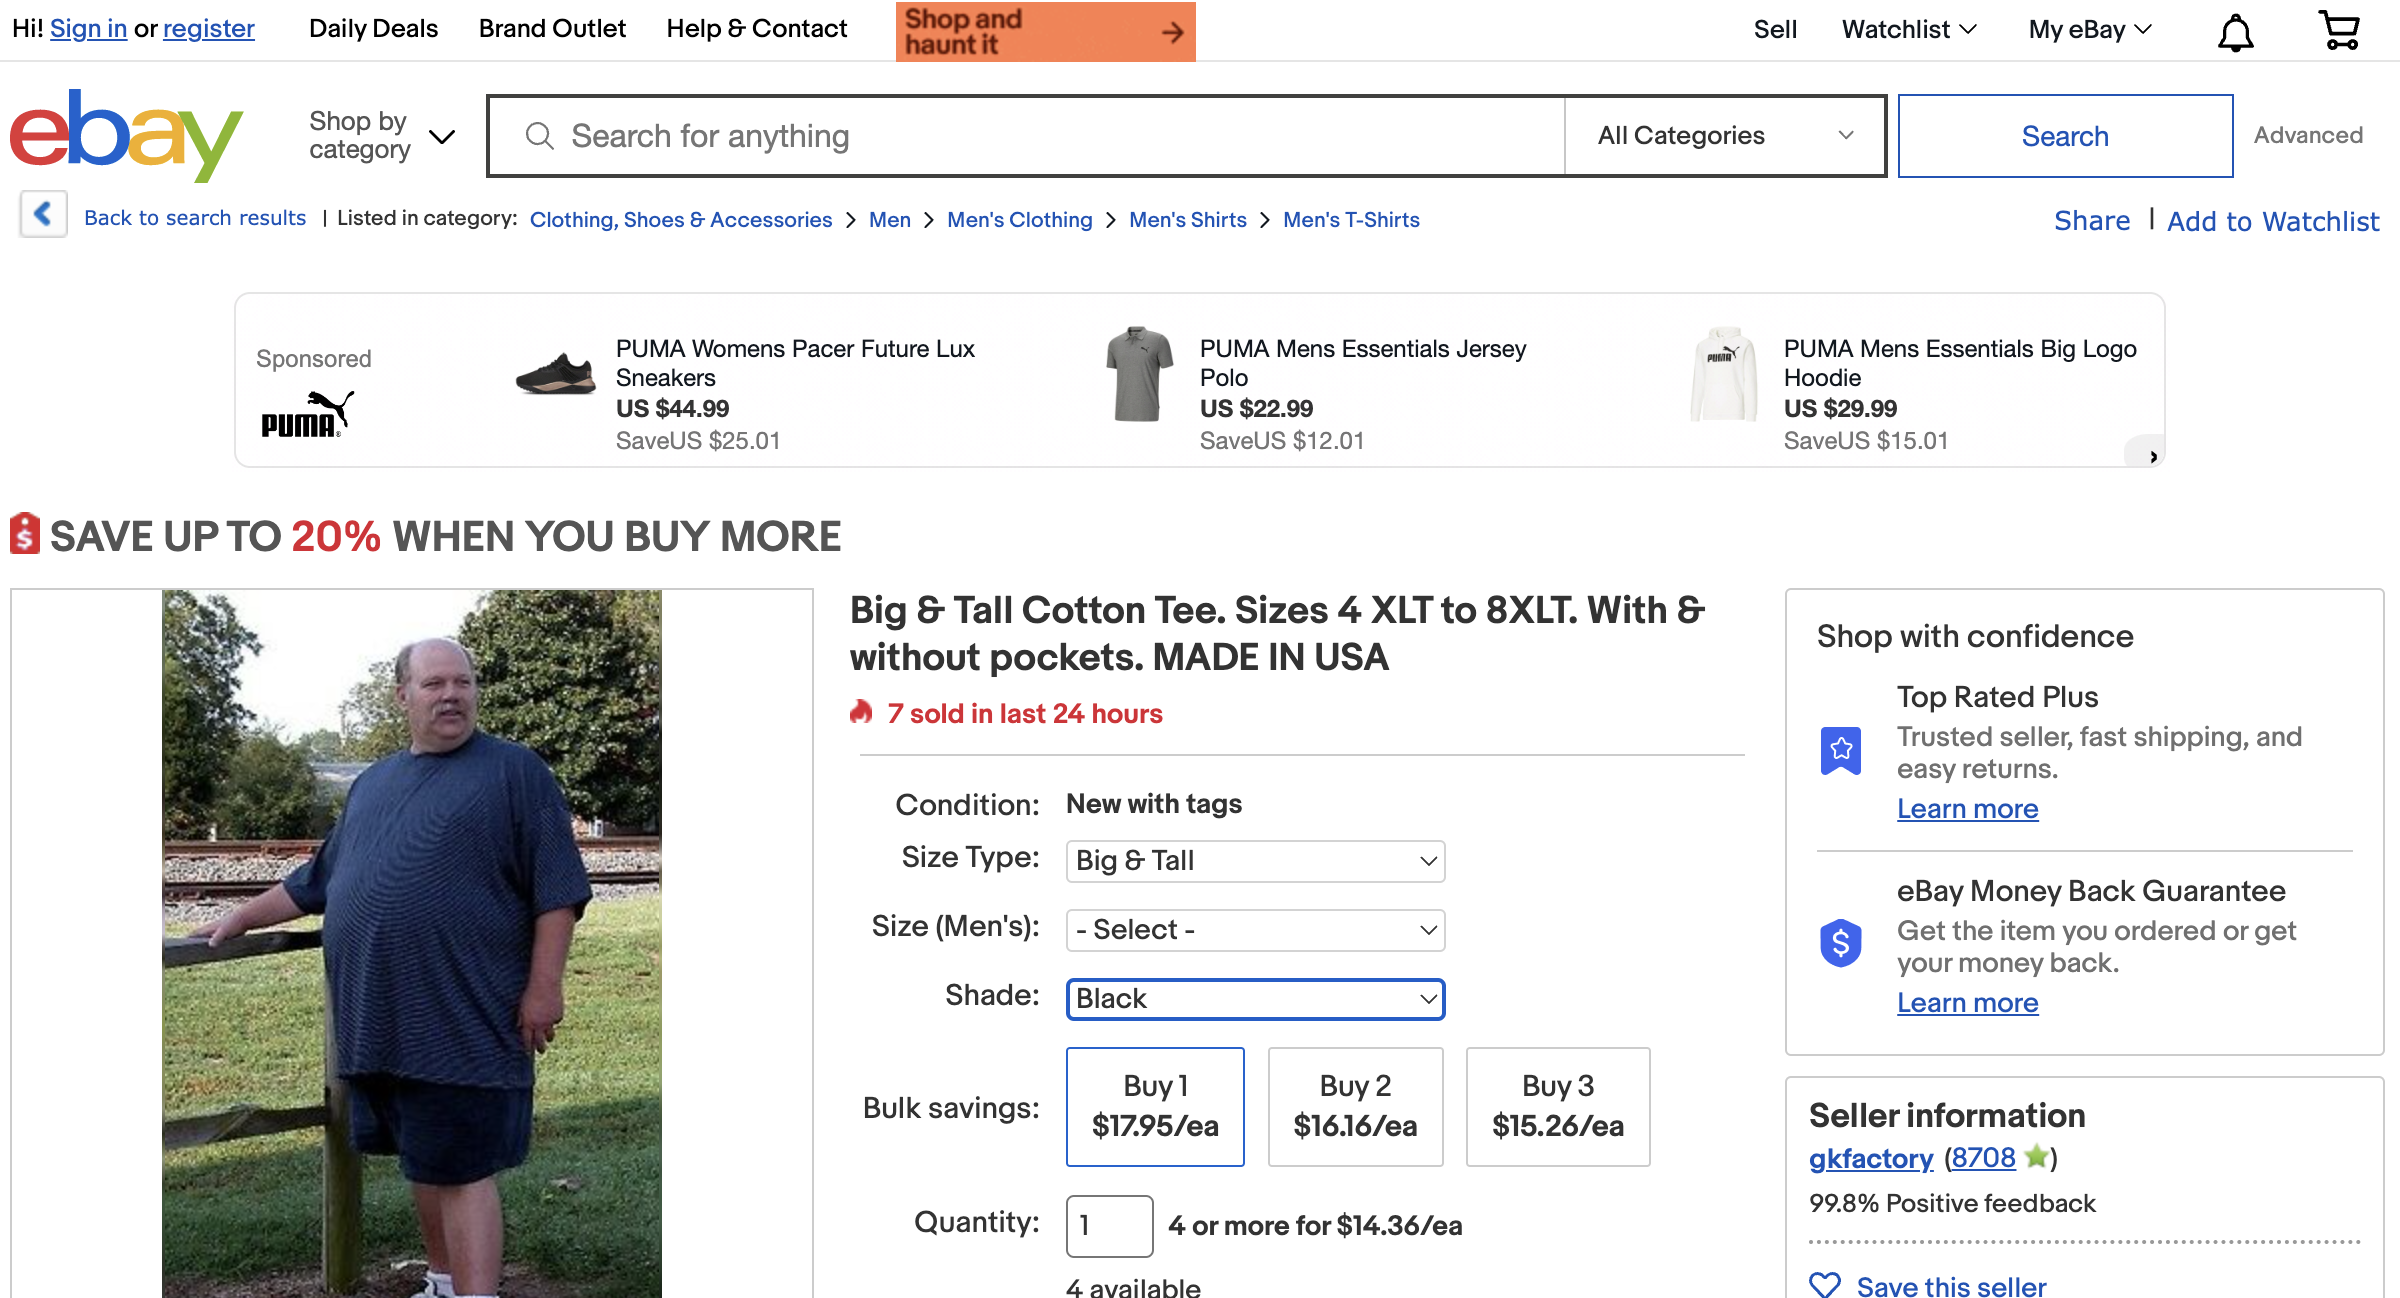 Hi! Sign in or register
Daily Deals
Brand Outlet
Help & Contact
Shop and
haunt it
Sell
Watchlist
My eBay
ebay
Shop by
category
Search for anything
All Categories
Search
Advanced
Back to search results | Listed in category: Clothing, Shoes & Accessories > Men > Men's Clothing > Men's Shirts > Men's T-Shirts
Share | Add to Watchlist
Sponsored
PUMA
PUMA Womens Pacer Future Lux
Sneakers
US $44.99
SaveUS $25.01
PUMA Mens Essentials Jersey
Polo
US $22.99
SaveUS $12.01
PUMA
PUMA Mens Essentials Big Logo
Hoodie
US $29.99
SaveUS $15.01
SAVE UP TO 20% WHEN YOU BUY MORE
Big & Tall Cotton Tee. Sizes 4 XLT to 8XLT. With &
without pockets. MADE IN USA
7 sold in last 24 hours
Condition: New with tags
Size Type: Big & Tall
Size (Men's): - Select -
Shade: Black
Bulk savings:
Buy 1
$17.95/ea
Buy 2
$16.16/ea
Buy 3
$15.26/ea
Quantity: 1 4 or more for $14.36/ea
4 available
Shop with confidence
Top Rated Plus
Trusted seller, fast shipping, and
easy returns.
Learn more
eBay Money Back Guarantee
Get the item you ordered or get
your money back.
Learn more
Seller information
gkfactory (8708)
99.8% Positive feedback
Save this seller